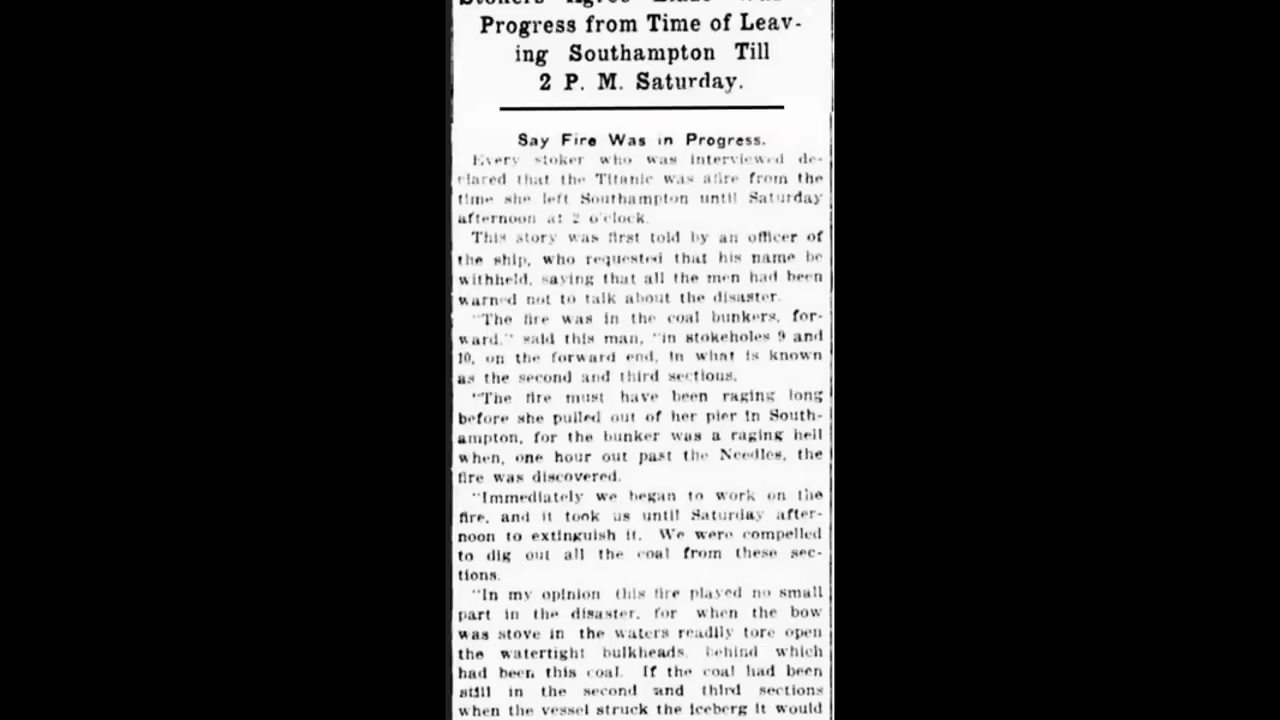 Progress from Time of Leav-
ing Southampton Till
2 P. M. Saturday.
Say Fire Was in Progress.
Every stoker who was interviewed de-
clared that the Titanic was afire from the
time she left Southampton until Saturday
afternoon at 2 o'clock.
This story was first told by an officer of
the ship, who requested that his name be
withheld, saying that all the men had been
warned not to talk about the disaster.
"The fire was in the coal bunkers, for-
ward," said this man, "in stokeholes 9 and
10, on the forward end, in what is known
as the second and third sections.
"The fire must have been raging long
before she pulled out of her pier in South-
ampton, for the bunker was a raging hell
when, one hour out past the Needles, the
fire was discovered.
"Immediately we began to work on the
fire, and it took us until Saturday after-
noon to extinguish it. We were compelled
to dig out all the coal from these sec-
tions.
"In my opinion this fire played no small
part in the disaster, for when the bow
was stove in the waters readily tore open
the watertight bulkheads, behind which
had been this coal. If the coal had been
still in the second and third sections
when the vessel struck the iceberg it would